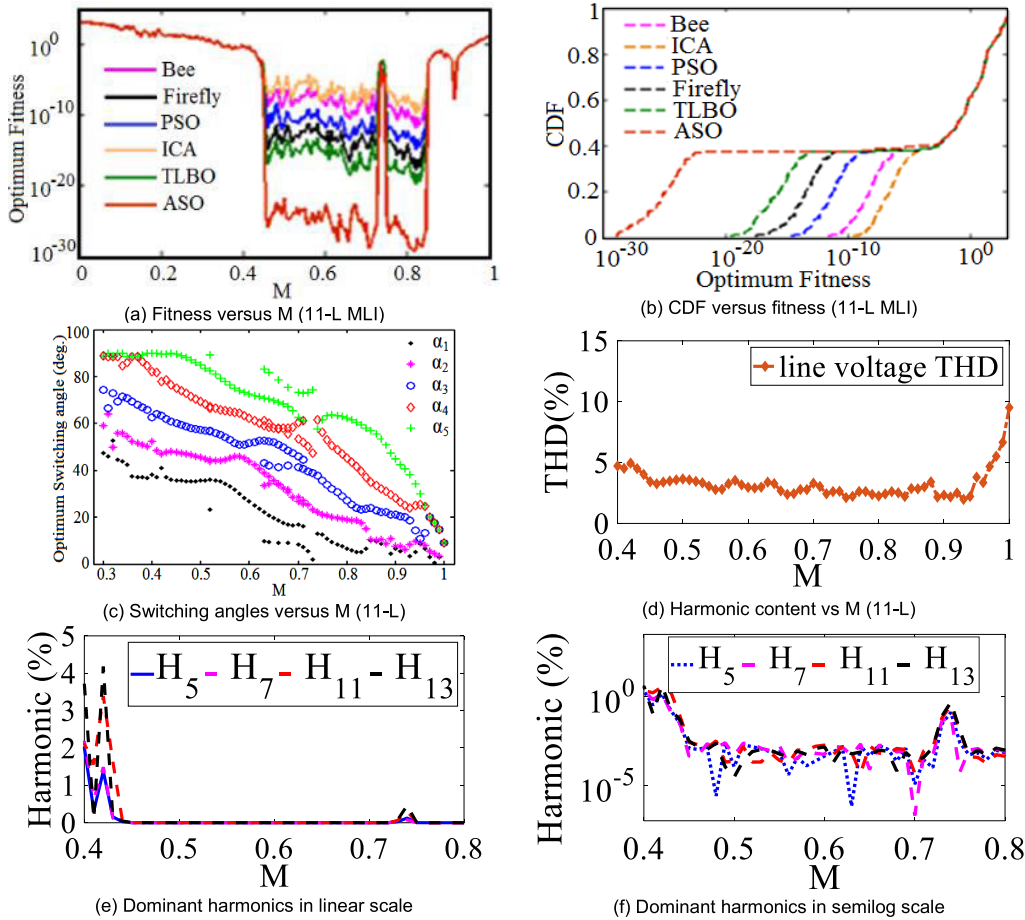 Optimum Fitness
10^0
10^-10
10^-20
10^-30
Bee
Firefly
PSO
ICA
TLBO
ASO
0 0.2 0.4 0.6 0.8 1
M
(a) Fitness versus M (11-L MLI)
CDF
1
0.8
0.6
0.4
0.2
0
Bee
ICA
PSO
Firefly
TLBO
ASO
10^-30 10^-20 10^-10 10^0
Optimum Fitness
(b) CDF versus fitness (11-L MLI)
Optimum Switching angle (deg.)
100
80
60
40
20
0
α1
α2
α3
α4
α5
0.3 0.4 0.5 0.6 0.7 0.8 0.9 1
M
(c) Switching angles versus M (11-L)
THD(%)
15
10
5
0
line voltage THD
0.4 0.5 0.6 0.7 0.8 0.9 1
M
(d) Harmonic content vs M (11-L)
Harmonic (%)
5
4
3
2
1
0
H5 H7 H11 H13
0.4 0.5 0.6 0.7 0.8
M
(e) Dominant harmonics in linear scale
Harmonic (%)
10^0
10^-5
H5 H7 H11 H13
0.4 0.5 0.6 0.7 0.8
M
(f) Dominant harmonics in semilog scale